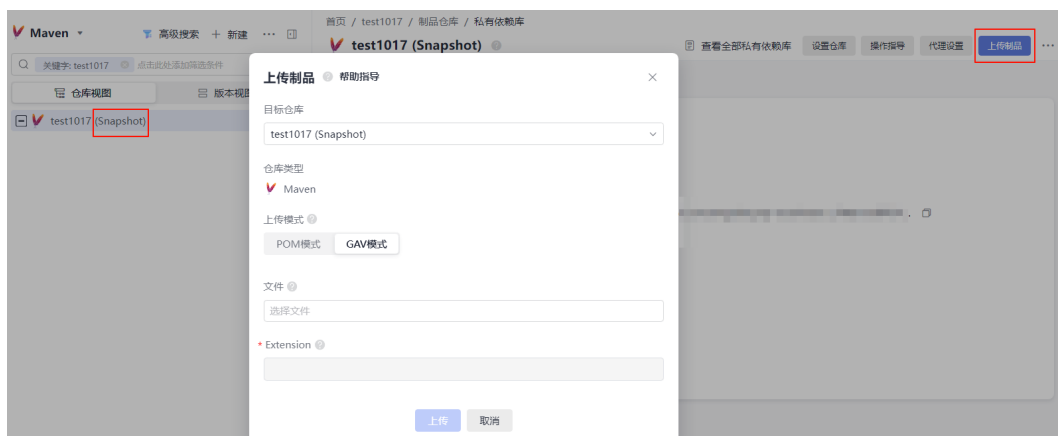 首页 / test1017 / 制品仓库 / 私有依赖库
Maven
高级搜索
新建
test1017 (Snapshot)
查看全部私有依赖库
设置仓库
操作指导
代理设置
上传制品
关键字: test1017
点击此处添加筛选条件
仓库视图
版本视图
test1017 (Snapshot)
上传制品
帮助指导
目标仓库
test1017 (Snapshot)
仓库类型
Maven
上传模式
POM模式
GAV模式
文件
选择文件
* Extension
上传
取消